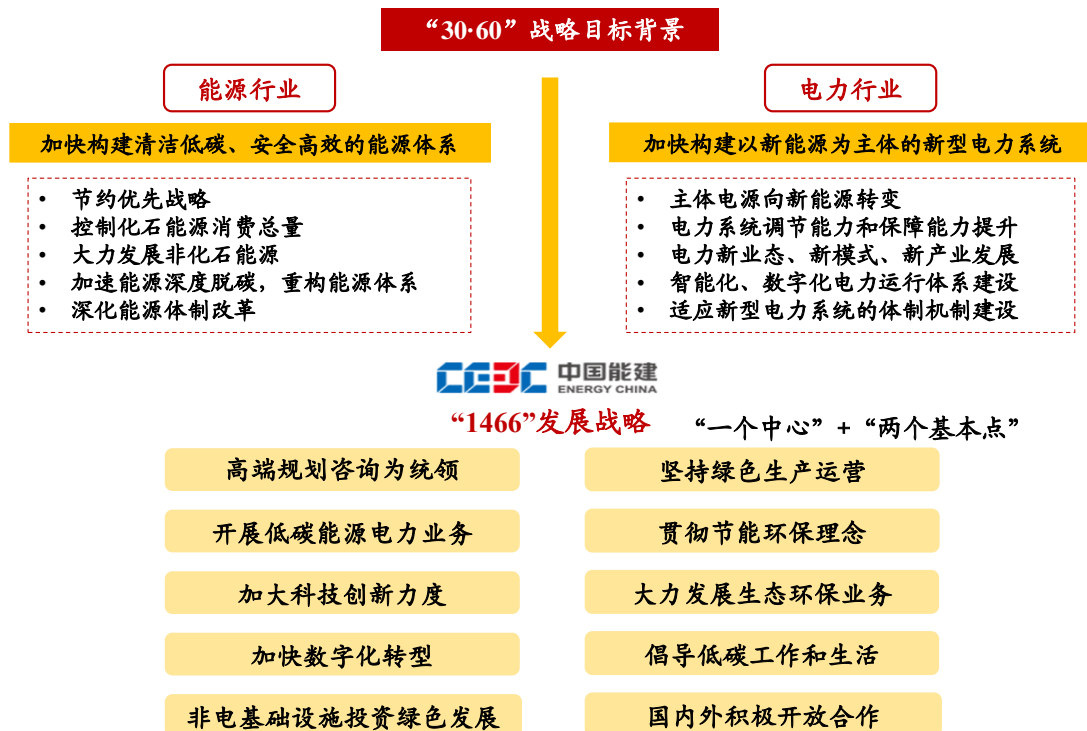 “30·60”战略目标背景
能源行业
加快构建清洁低碳、安全高效的能源体系
• 节约优先战略
• 控制化石能源消费总量
• 大力发展非化石能源
• 加速能源深度脱碳，重构能源体系
• 深化能源体制改革
电力行业
加快构建以新能源为主体的新型电力系统
• 主体电源向新能源转变
• 电力系统调节能力和保障能力提升
• 电力新业态、新模式、新产业发展
• 智能化、数字化电力运行体系建设
• 适应新型电力系统的体制机制建设
CEEC 中国能建
ENERGY CHINA
“1466”发展战略 “一个中心”+“两个基本点”
高端规划咨询为统领
开展低碳能源电力业务
加大科技创新力度
加快数字化转型
非电基础设施投资绿色发展
坚持绿色生产运营
贯彻节能环保理念
大力发展生态环保业务
倡导低碳工作和生活
国内外积极开放合作